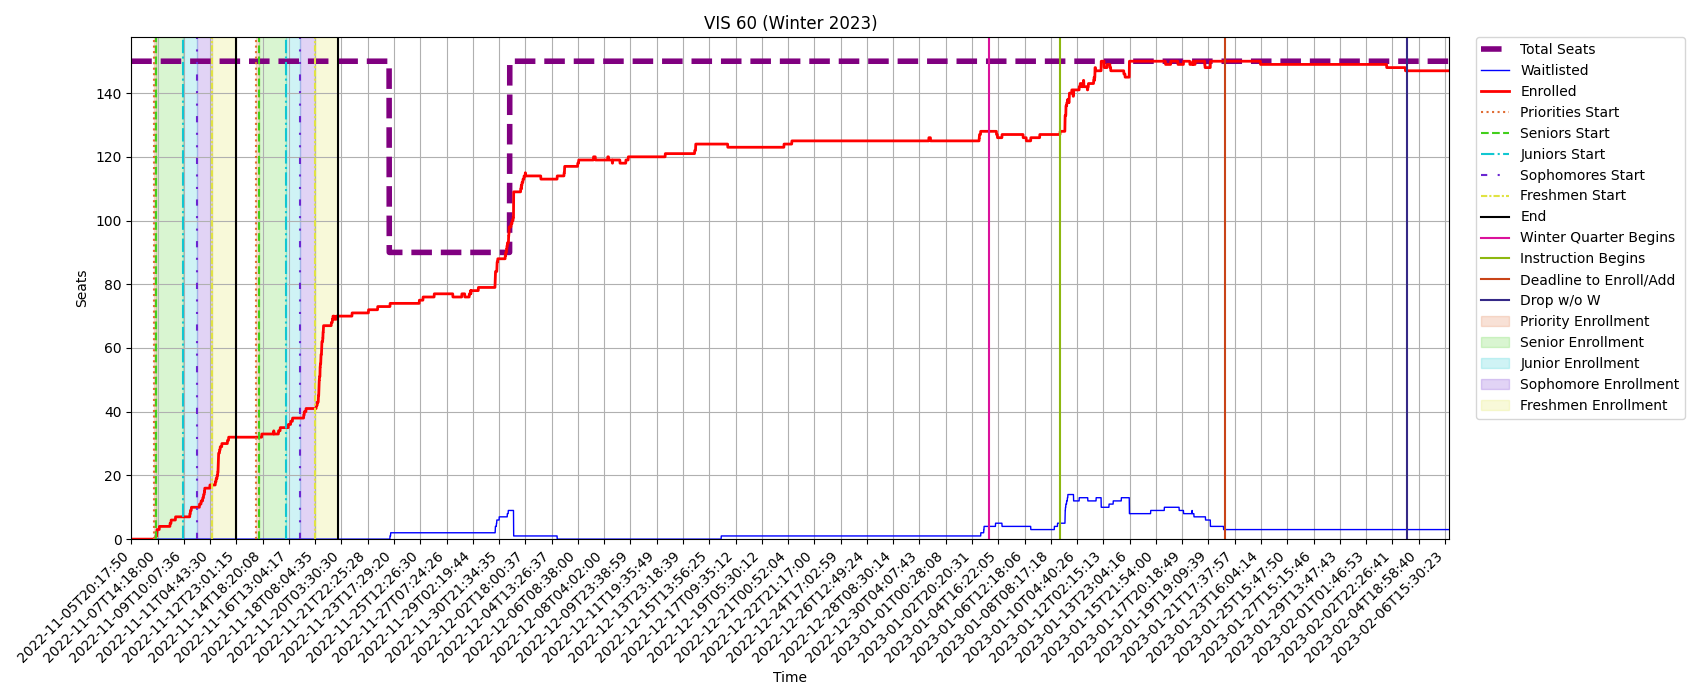 VIS 60 (Winter 2023)
Total Seats
Waitlisted
Enrolled
Priorities Start
Seniors Start
Juniors Start
Sophomores Start
Freshmen Start
End
Winter Quarter Begins
Instruction Begins
Deadline to Enroll/Add
Drop w/o W
Priority Enrollment
Senior Enrollment
Junior Enrollment
Sophomore Enrollment
Freshmen Enrollment
Seats
140
120
100
80
60
40
20
0
2022-11-05T20:17:50
2022-11-07T14:18:00
2022-11-09T10:07:36
2022-11-11T04:43:30
2022-11-12T23:01:15
2022-11-14T18:20:08
2022-11-16T13:04:17
2022-11-18T08:04:35
2022-11-20T03:30:30
2022-11-21T22:25:28
2022-11-23T17:29:20
2022-11-25T12:26:30
2022-11-27T07:24:26
2022-11-29T02:19:44
2022-11-30T21:34:35
2022-12-02T18:00:37
2022-12-04T13:26:37
2022-12-06T08:38:00
2022-12-08T04:02:00
2022-12-09T23:38:59
2022-12-11T19:35:49
2022-12-13T13:18:39
2022-12-15T13:56:25
2022-12-17T09:35:12
2022-12-19T05:30:12
2022-12-21T00:52:04
2022-12-22T21:17:00
2022-12-24T17:02:59
2022-12-26T12:49:24
2022-12-28T08:30:14
2022-12-30T04:07:43
2023-01-01T00:28:08
2023-01-02T20:20:31
2023-01-04T16:22:05
2023-01-06T12:18:06
2023-01-08T08:17:18
2023-01-10T04:40:26
2023-01-12T02:15:13
2023-01-13T23:04:16
2023-01-15T21:54:00
2023-01-17T20:18:49
2023-01-19T19:09:39
2023-01-21T17:37:57
2023-01-23T16:04:14
2023-01-25T15:47:50
2023-01-27T15:15:46
2023-01-29T13:47:43
2023-02-01T01:46:53
2023-02-02T22:26:41
2023-02-04T18:58:40
2023-02-06T15:30:23
Time